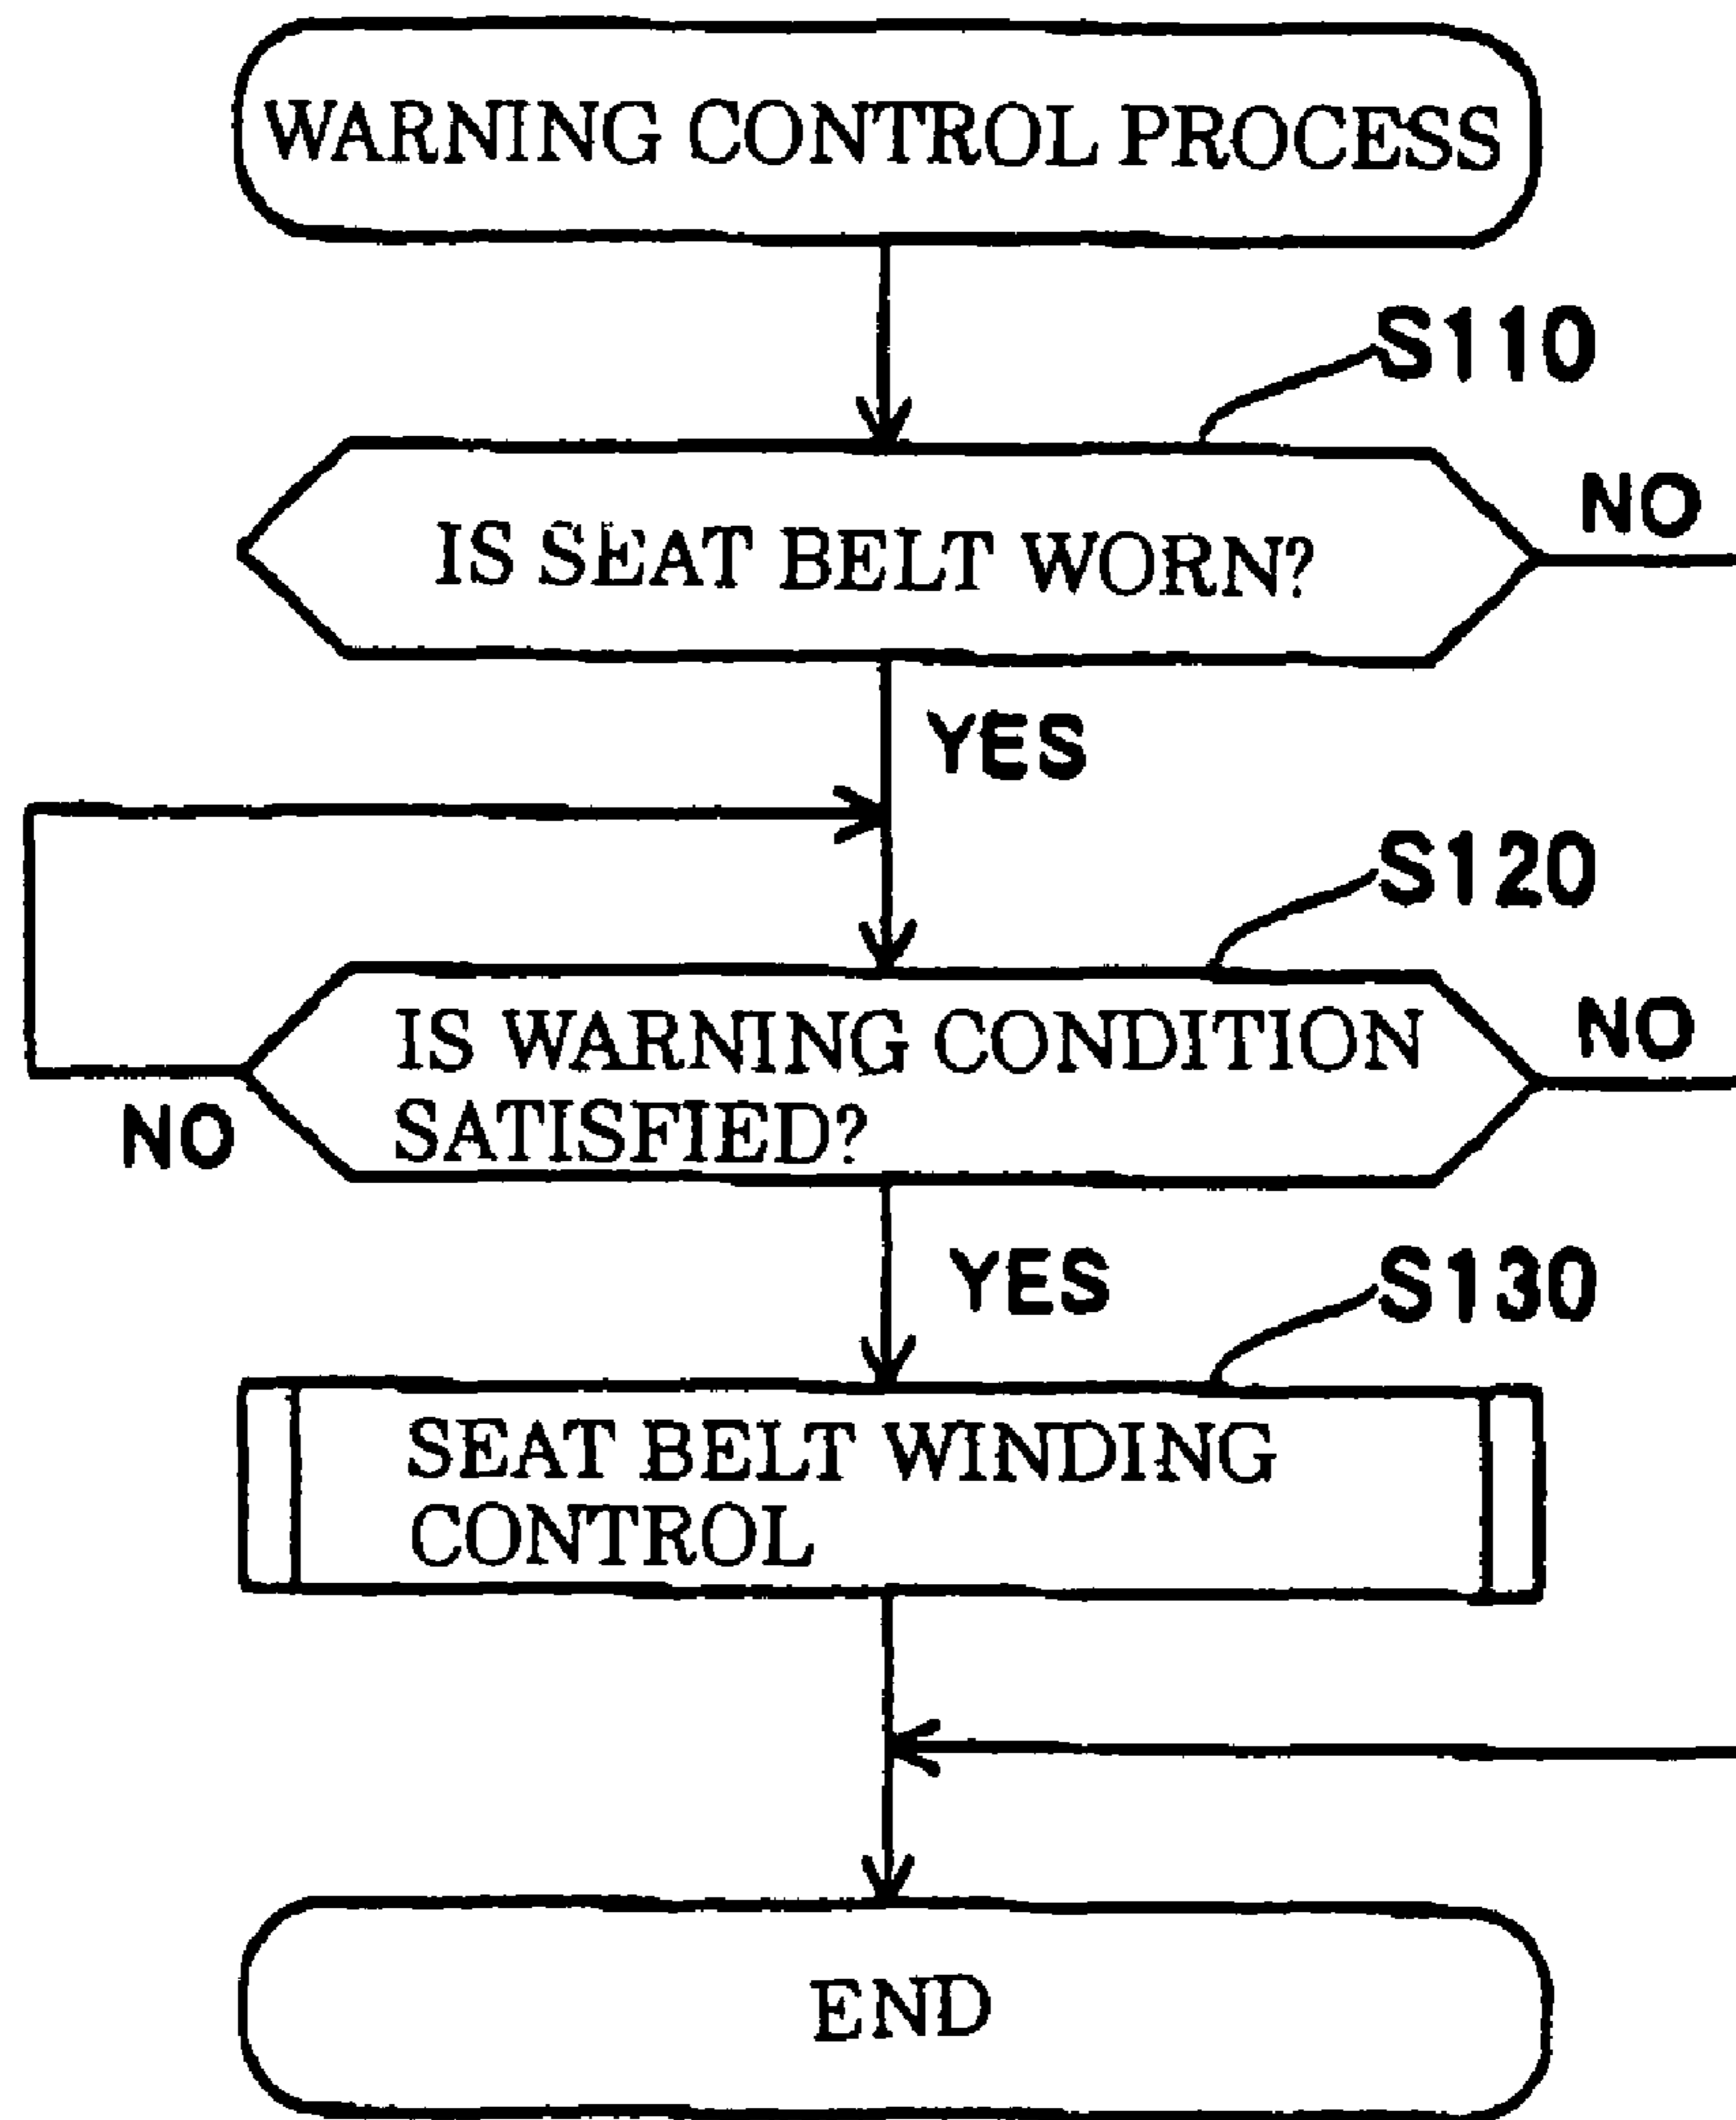 WARNING CONTROL PROCESS
S110
IS SEAT BELT WORN?
NO
YES
S120
IS WARNING CONDITION
SATISFIED?
NO
NO
YES
S130
SEAT BELT WINDING
CONTROL
END